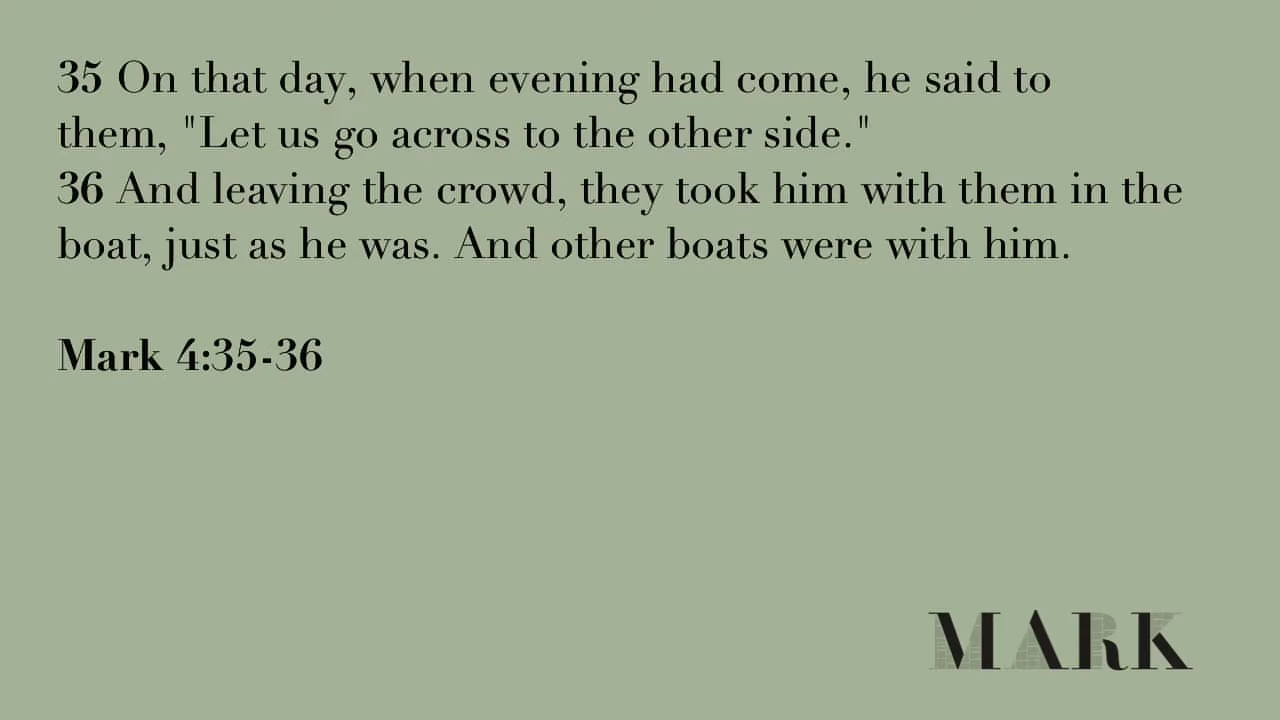 35 On that day, when evening had come, he said to
them, "Let us go across to the other side."
36 And leaving the crowd, they took him with them in the
boat, just as he was. And other boats were with him.
Mark 4:35-36
MARK